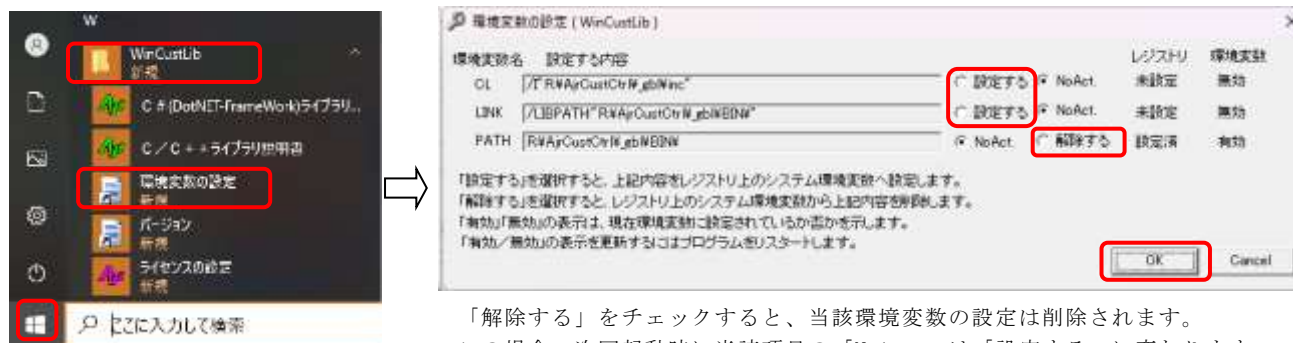 W
WinCustLib
新規
C＃(DotNET-FrameWork)ライブラリ...
C／C＋＋ライブラリ説明書
環境変数の設定
新規
バージョン
新規
ライセンスの設定
新規
ここに入力して検索
環境変数の設定 ( WinCustLib )
環境変数名 設定する内容 レジストリ 環境変数
CL 設定する NoAct. 未設定 無効
LINK 設定する NoAct. 未設定 無効
PATH NoAct. 解除する 設定済 有効
「設定する」を選択すると、上記内容をレジストリ上のシステム環境変数へ設定します。
「解除する」を選択すると、レジストリ上のシステム環境変数から上記内容を削除します。
「有効」「無効」の表示は、現在環境変数に設定されているか否かを示します。
「有効／無効」の表示を更新するにはプログラムをリスタートします。
OK Cancel
「解除する」をチェックすると、当該環境変数の設定は削除されます。